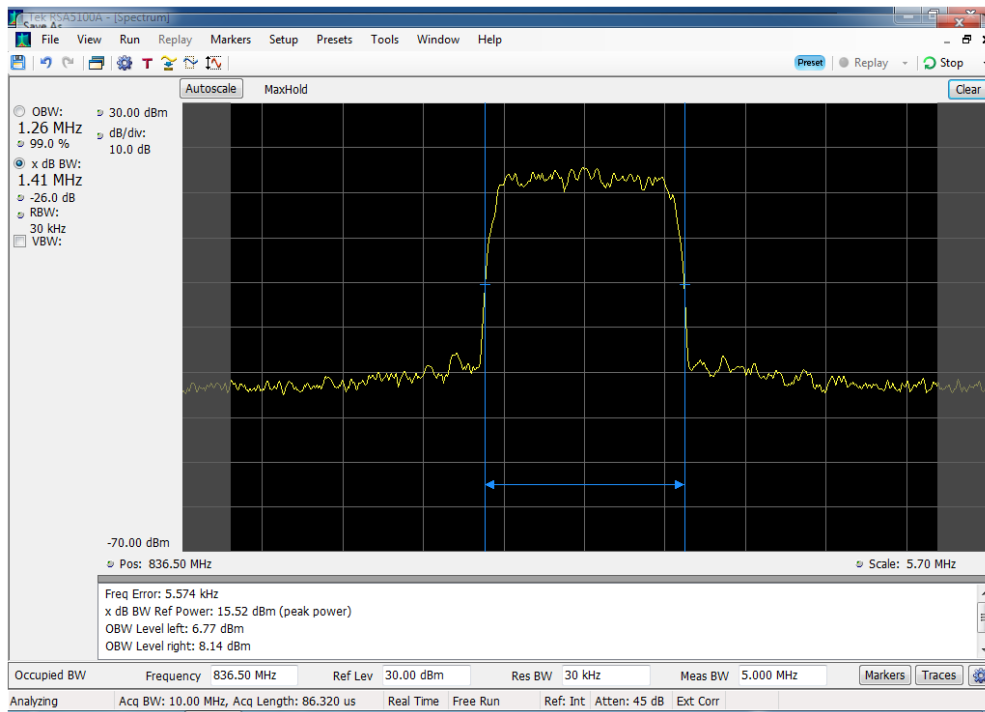 Tek RSA5100A - [Spectrum]
Save As
File View Run Replay Markers Setup Presets Tools Window Help
T Preset Replay Stop
Autoscale MaxHold Clear
OBW:
1.26 MHz
99.0 %
x dB BW:
1.41 MHz
-26.0 dB
RBW:
30 kHz
VBW:
30.00 dBm
dB/div:
10.0 dB
-70.00 dBm
Pos: 836.50 MHz Scale: 5.70 MHz
Freq Error: 5.574 kHz
x dB BW Ref Power: 15.52 dBm (peak power)
OBW Level left: 6.77 dBm
OBW Level right: 8.14 dBm
Occupied BW Frequency 836.50 MHz Ref Lev 30.00 dBm Res BW 30 kHz Meas BW 5.000 MHz Markers Traces
Analyzing Acq BW: 10.00 MHz, Acq Length: 86.320 us Real Time Free Run Ref: Int Atten: 45 dB Ext Corr